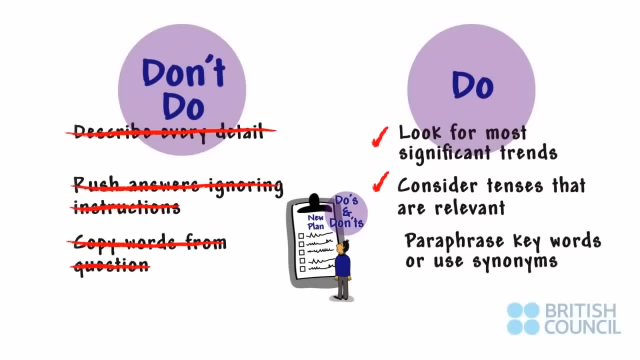 Don't
Do
Describe every detail
Rush answers ignoring
instructions
Copy words from
question
New
Plan
Do's
&
Don'ts
Do
Look for most
significant trends
Consider tenses that
are relevant
Paraphrase key words
or use synonyms
BRITISH
COUNCIL